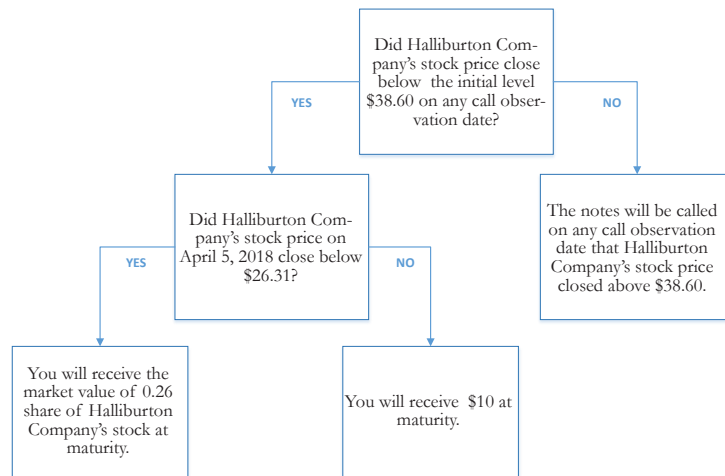 Did Halliburton Com-
pany's stock price close
below the initial level
$38.60 on any call obser-
vation date?
YES
NO
Did Halliburton Com-
pany's stock price on
April 5, 2018 close below
$26.31?
The notes will be called
on any call observation
date that Halliburton
Company's stock price
closed above $38.60.
YES
NO
You will receive the
market value of 0.26
share of Halliburton
Company's stock at
maturity.
You will receive $10 at
maturity.